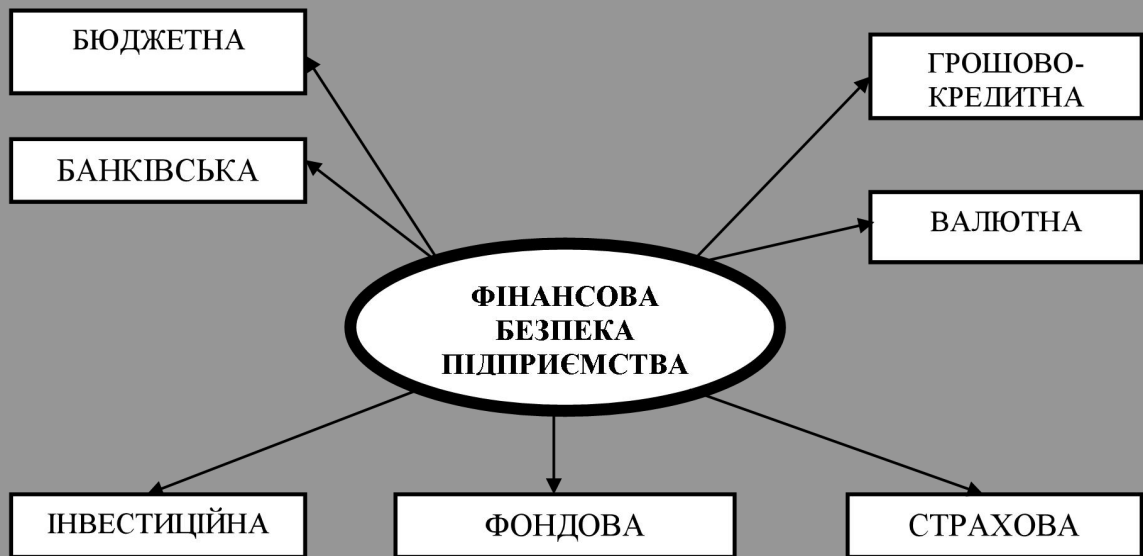 БЮДЖЕТНА
ГРОШОВО-
КРЕДИТНА
БАНКІВСЬКА
ВАЛЮТНА
ФІНАНСОВА
БЕЗПЕКА
ПІДПРИЄМСТВА
ІНВЕСТИЦІЙНА
ФОНДОВА
СТРАХОВА